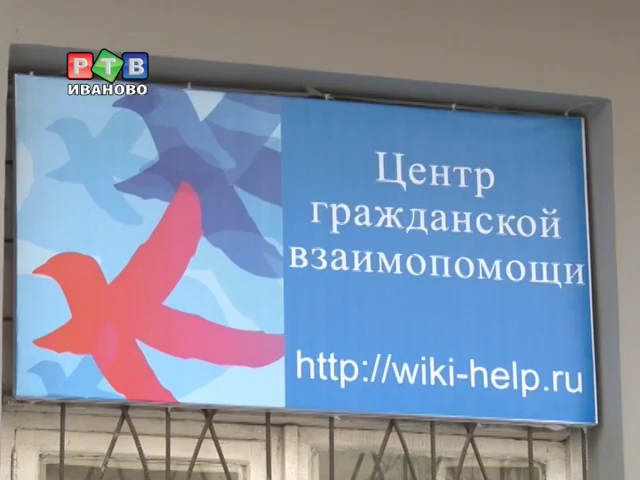 РТВ
ИВАНОВО
Центр
гражданской
взаимопомощи
http://wiki-help.ru